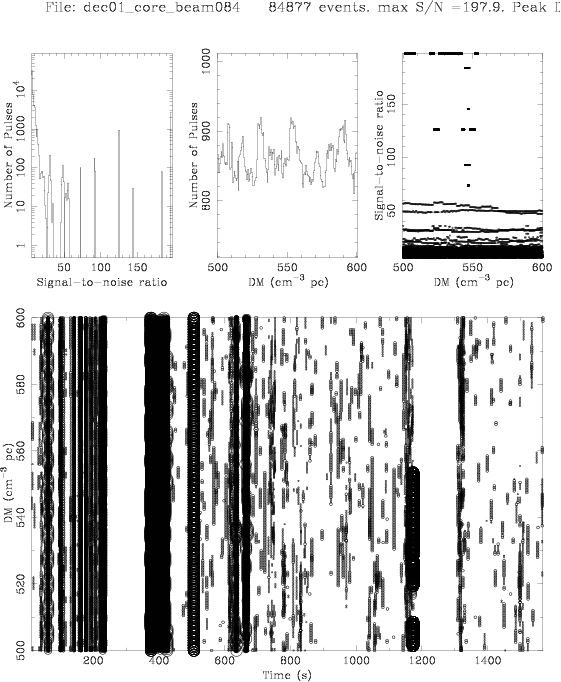 File: dec01_core_beam084 84877 events. max S/N =197.9. Peak D
Number of Pulses
1 10 100 1000 10^4
50 100 150
Signal-to-noise ratio
Number of Pulses
800 900 1000
500 550 600
DM (cm^-3 pc)
Signal-to-noise ratio
50 100 150
500 550 600
DM (cm^-3 pc)
DM (cm^-3 pc)
500 520 540 560 580 600
200 400 600 800 1000 1200 1400
Time (s)